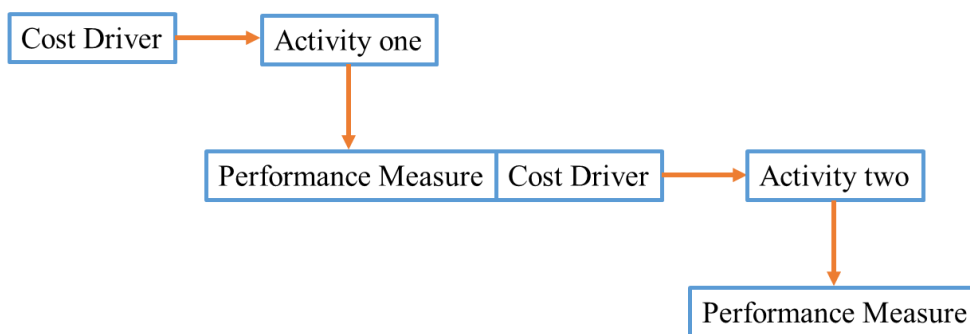 Cost Driver
Activity one
Performance Measure
Cost Driver
Activity two
Performance Measure